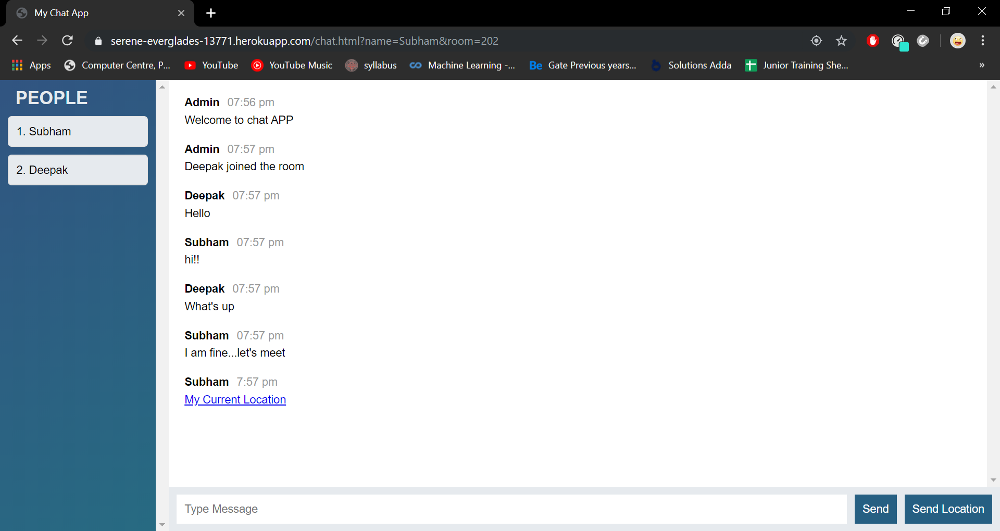 My Chat App
serene-everglades-13771.herokuapp.com/chat.html?name=Subham&room=202
Apps Computer Centre, P... YouTube YouTube Music syllabus Machine Learning -... Be Gate Previous years... Solutions Adda Junior Training She... »
PEOPLE
1. Subham
2. Deepak
Admin 07:56 pm
Welcome to chat APP
Admin 07:57 pm
Deepak joined the room
Deepak 07:57 pm
Hello
Subham 07:57 pm
hi!!
Deepak 07:57 pm
What's up
Subham 07:57 pm
I am fine...let's meet
Subham 7:57 pm
My Current Location
Type Message Send Send Location